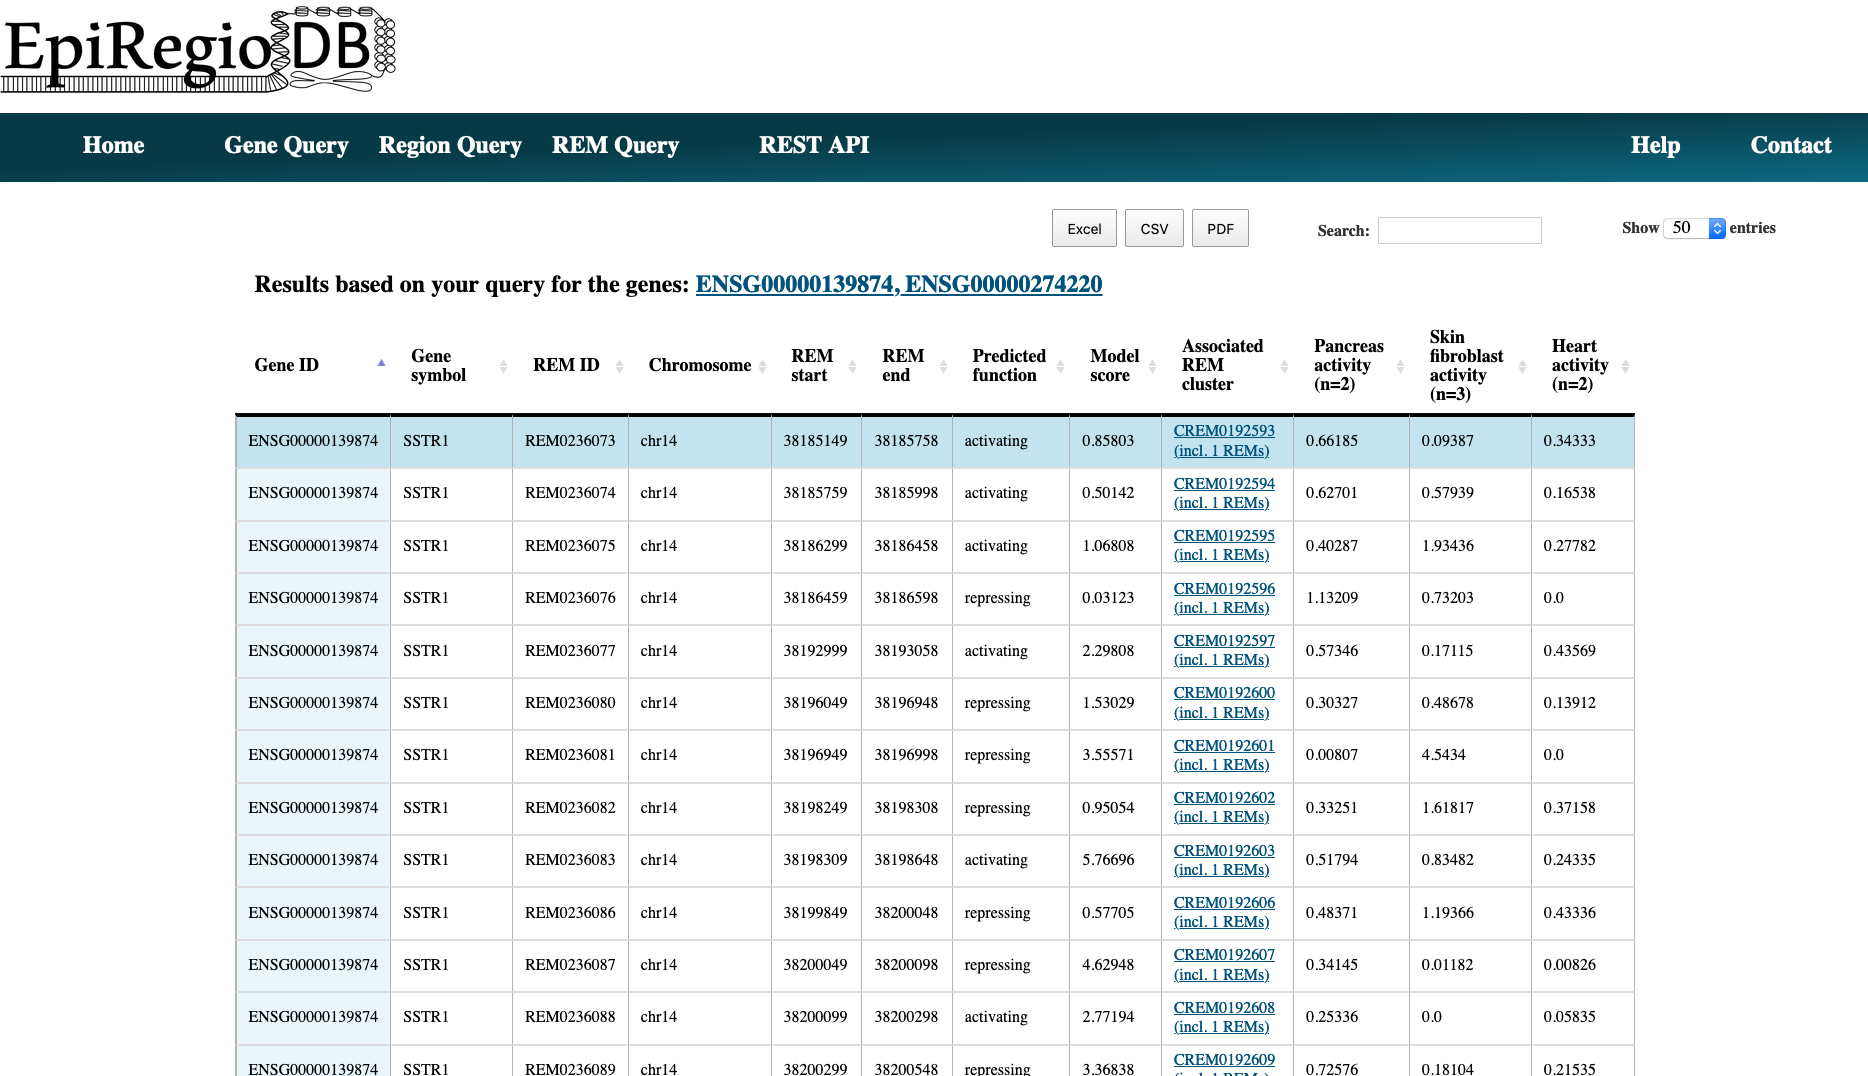 EpiRegioDB
Home Gene Query Region Query REM Query REST API Help Contact
Excel CSV PDF Search: Show 50 entries
Results based on your query for the genes: ENSG00000139874, ENSG00000274220
Gene ID Gene symbol REM ID Chromosome REM start REM end Predicted function Model score Associated REM cluster Pancreas activity (n=2) Skin fibroblast activity (n=3) Heart activity (n=2)
ENSG00000139874 SSTR1 REM0236073 chr14 38185149 38185758 activating 0.85803 CREM0192593 (incl. 1 REMs) 0.66185 0.09387 0.34333
ENSG00000139874 SSTR1 REM0236074 chr14 38185759 38185998 activating 0.50142 CREM0192594 (incl. 1 REMs) 0.62701 0.57939 0.16538
ENSG00000139874 SSTR1 REM0236075 chr14 38186299 38186458 activating 1.06808 CREM0192595 (incl. 1 REMs) 0.40287 1.93436 0.27782
ENSG00000139874 SSTR1 REM0236076 chr14 38186459 38186598 repressing 0.03123 CREM0192596 (incl. 1 REMs) 1.13209 0.73203 0.0
ENSG00000139874 SSTR1 REM0236077 chr14 38192999 38193058 activating 2.29808 CREM0192597 (incl. 1 REMs) 0.57346 0.17115 0.43569
ENSG00000139874 SSTR1 REM0236080 chr14 38196049 38196948 repressing 1.53029 CREM0192600 (incl. 1 REMs) 0.30327 0.48678 0.13912
ENSG00000139874 SSTR1 REM0236081 chr14 38196949 38196998 repressing 3.55571 CREM0192601 (incl. 1 REMs) 0.00807 4.5434 0.0
ENSG00000139874 SSTR1 REM0236082 chr14 38198249 38198308 repressing 0.95054 CREM0192602 (incl. 1 REMs) 0.33251 1.61817 0.37158
ENSG00000139874 SSTR1 REM0236083 chr14 38198309 38198648 activating 5.76696 CREM0192603 (incl. 1 REMs) 0.51794 0.83482 0.24335
ENSG00000139874 SSTR1 REM0236086 chr14 38199849 38200048 repressing 0.57705 CREM0192606 (incl. 1 REMs) 0.48371 1.19366 0.43336
ENSG00000139874 SSTR1 REM0236087 chr14 38200049 38200098 repressing 4.62948 CREM0192607 (incl. 1 REMs) 0.34145 0.01182 0.00826
ENSG00000139874 SSTR1 REM0236088 chr14 38200099 38200298 activating 2.77194 CREM0192608 (incl. 1 REMs) 0.25336 0.0 0.05835
ENSG00000139874 SSTR1 REM0236089 chr14 38200299 38200548 repressing 3.36838 CREM0192609 0.72576 0.18104 0.21535